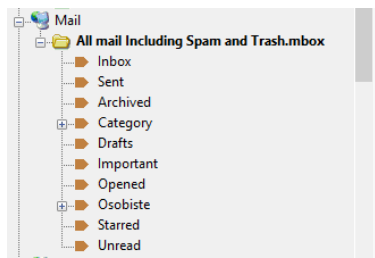 Mail
All mail Including Spam and Trash.mbox
Inbox
Sent
Archived
Category
Drafts
Important
Opened
Osobiste
Starred
Unread